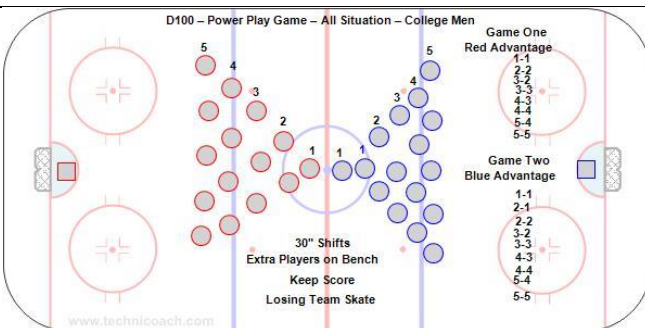 D100 – Power Play Game – All Situation – College Men
5
4
3
2
1
1
1
2
3
4
5
Game One
Red Advantage
1-1
2-2
3-2
3-3
4-3
4-4
5-4
5-5
Game Two
Blue Advantage
1-1
2-1
2-2
3-2
3-3
4-3
4-4
5-4
5-5
30" Shifts
Extra Players on Bench
Keep Score
Losing Team Skate
www.technicoach.com